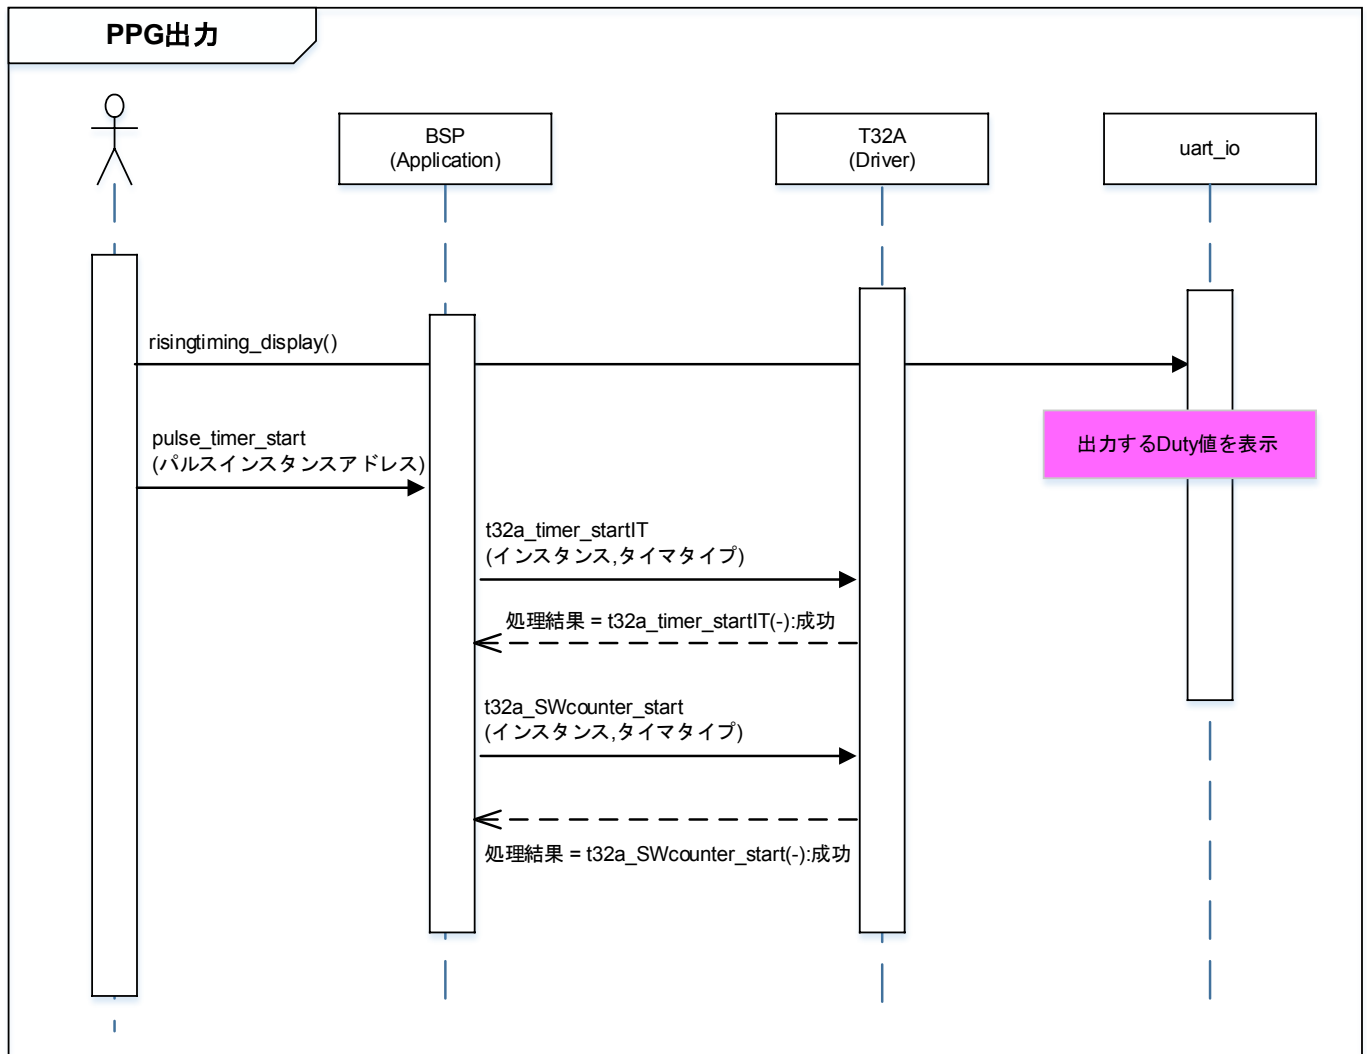 PPG出力
BSP
(Application)
T32A
(Driver)
uart_io
risingtiming_display()
pulse_timer_start
(パルスインスタンスアドレス)
出力するDuty値を表示
t32a_timer_startIT
(インスタンス,タイマタイプ)
処理結果 = t32a_timer_startIT(-):成功
t32a_SWcounter_start
(インスタンス,タイマタイプ)
処理結果 = t32a_SWcounter_start(-):成功